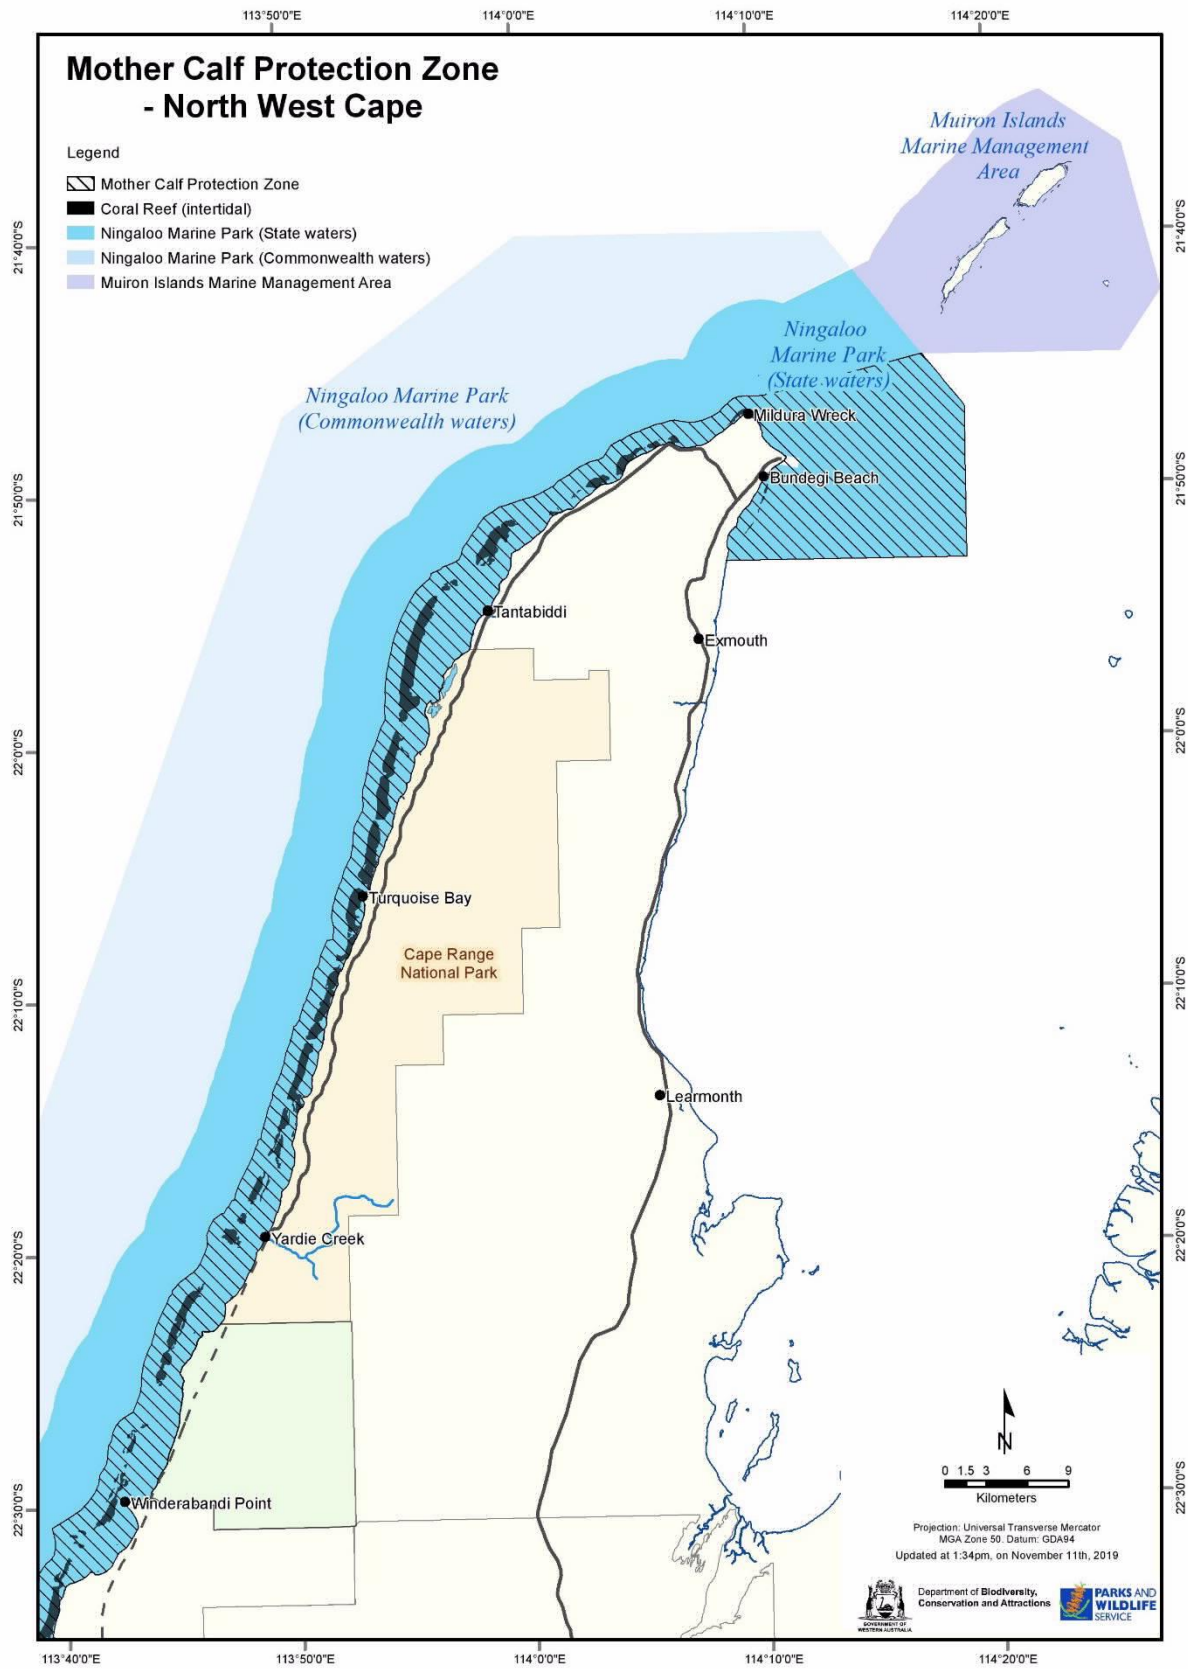 113°50'0"E
114°0'0"E
114°10'0"E
114°20'0"E
Mother Calf Protection Zone
- North West Cape
Legend
Mother Calf Protection Zone
Coral Reef (intertidal)
Ningaloo Marine Park (State waters)
Ningaloo Marine Park (Commonwealth waters)
Muiron Islands Marine Management Area
Muiron Islands
Marine Management
Area
21°40'0"S
21°40'0"S
Ningaloo
Marine Park
(State waters)
Ningaloo Marine Park
(Commonwealth waters)
Mildura Wreck
Bundegi Beach
21°50'0"S
21°50'0"S
Tantabiddi
Exmouth
22°0'0"S
22°0'0"S
Turquoise Bay
Cape Range
National Park
22°10'0"S
22°10'0"S
Learmonth
Yardie Creek
22°20'0"S
22°20'0"S
N
0 1.5 3 6 9
Kilometers
Winderabandi Point
22°30'0"S
22°30'0"S
Projection: Universal Transverse Mercator
MGA Zone 50. Datum: GDA94
Updated at 1:34pm, on November 11th, 2019
GOVERNMENT OF
WESTERN AUSTRALIA
Department of Biodiversity,
Conservation and Attractions
PARKS AND
WILDLIFE
SERVICE
113°40'0"E
113°50'0"E
114°0'0"E
114°10'0"E
114°20'0"E